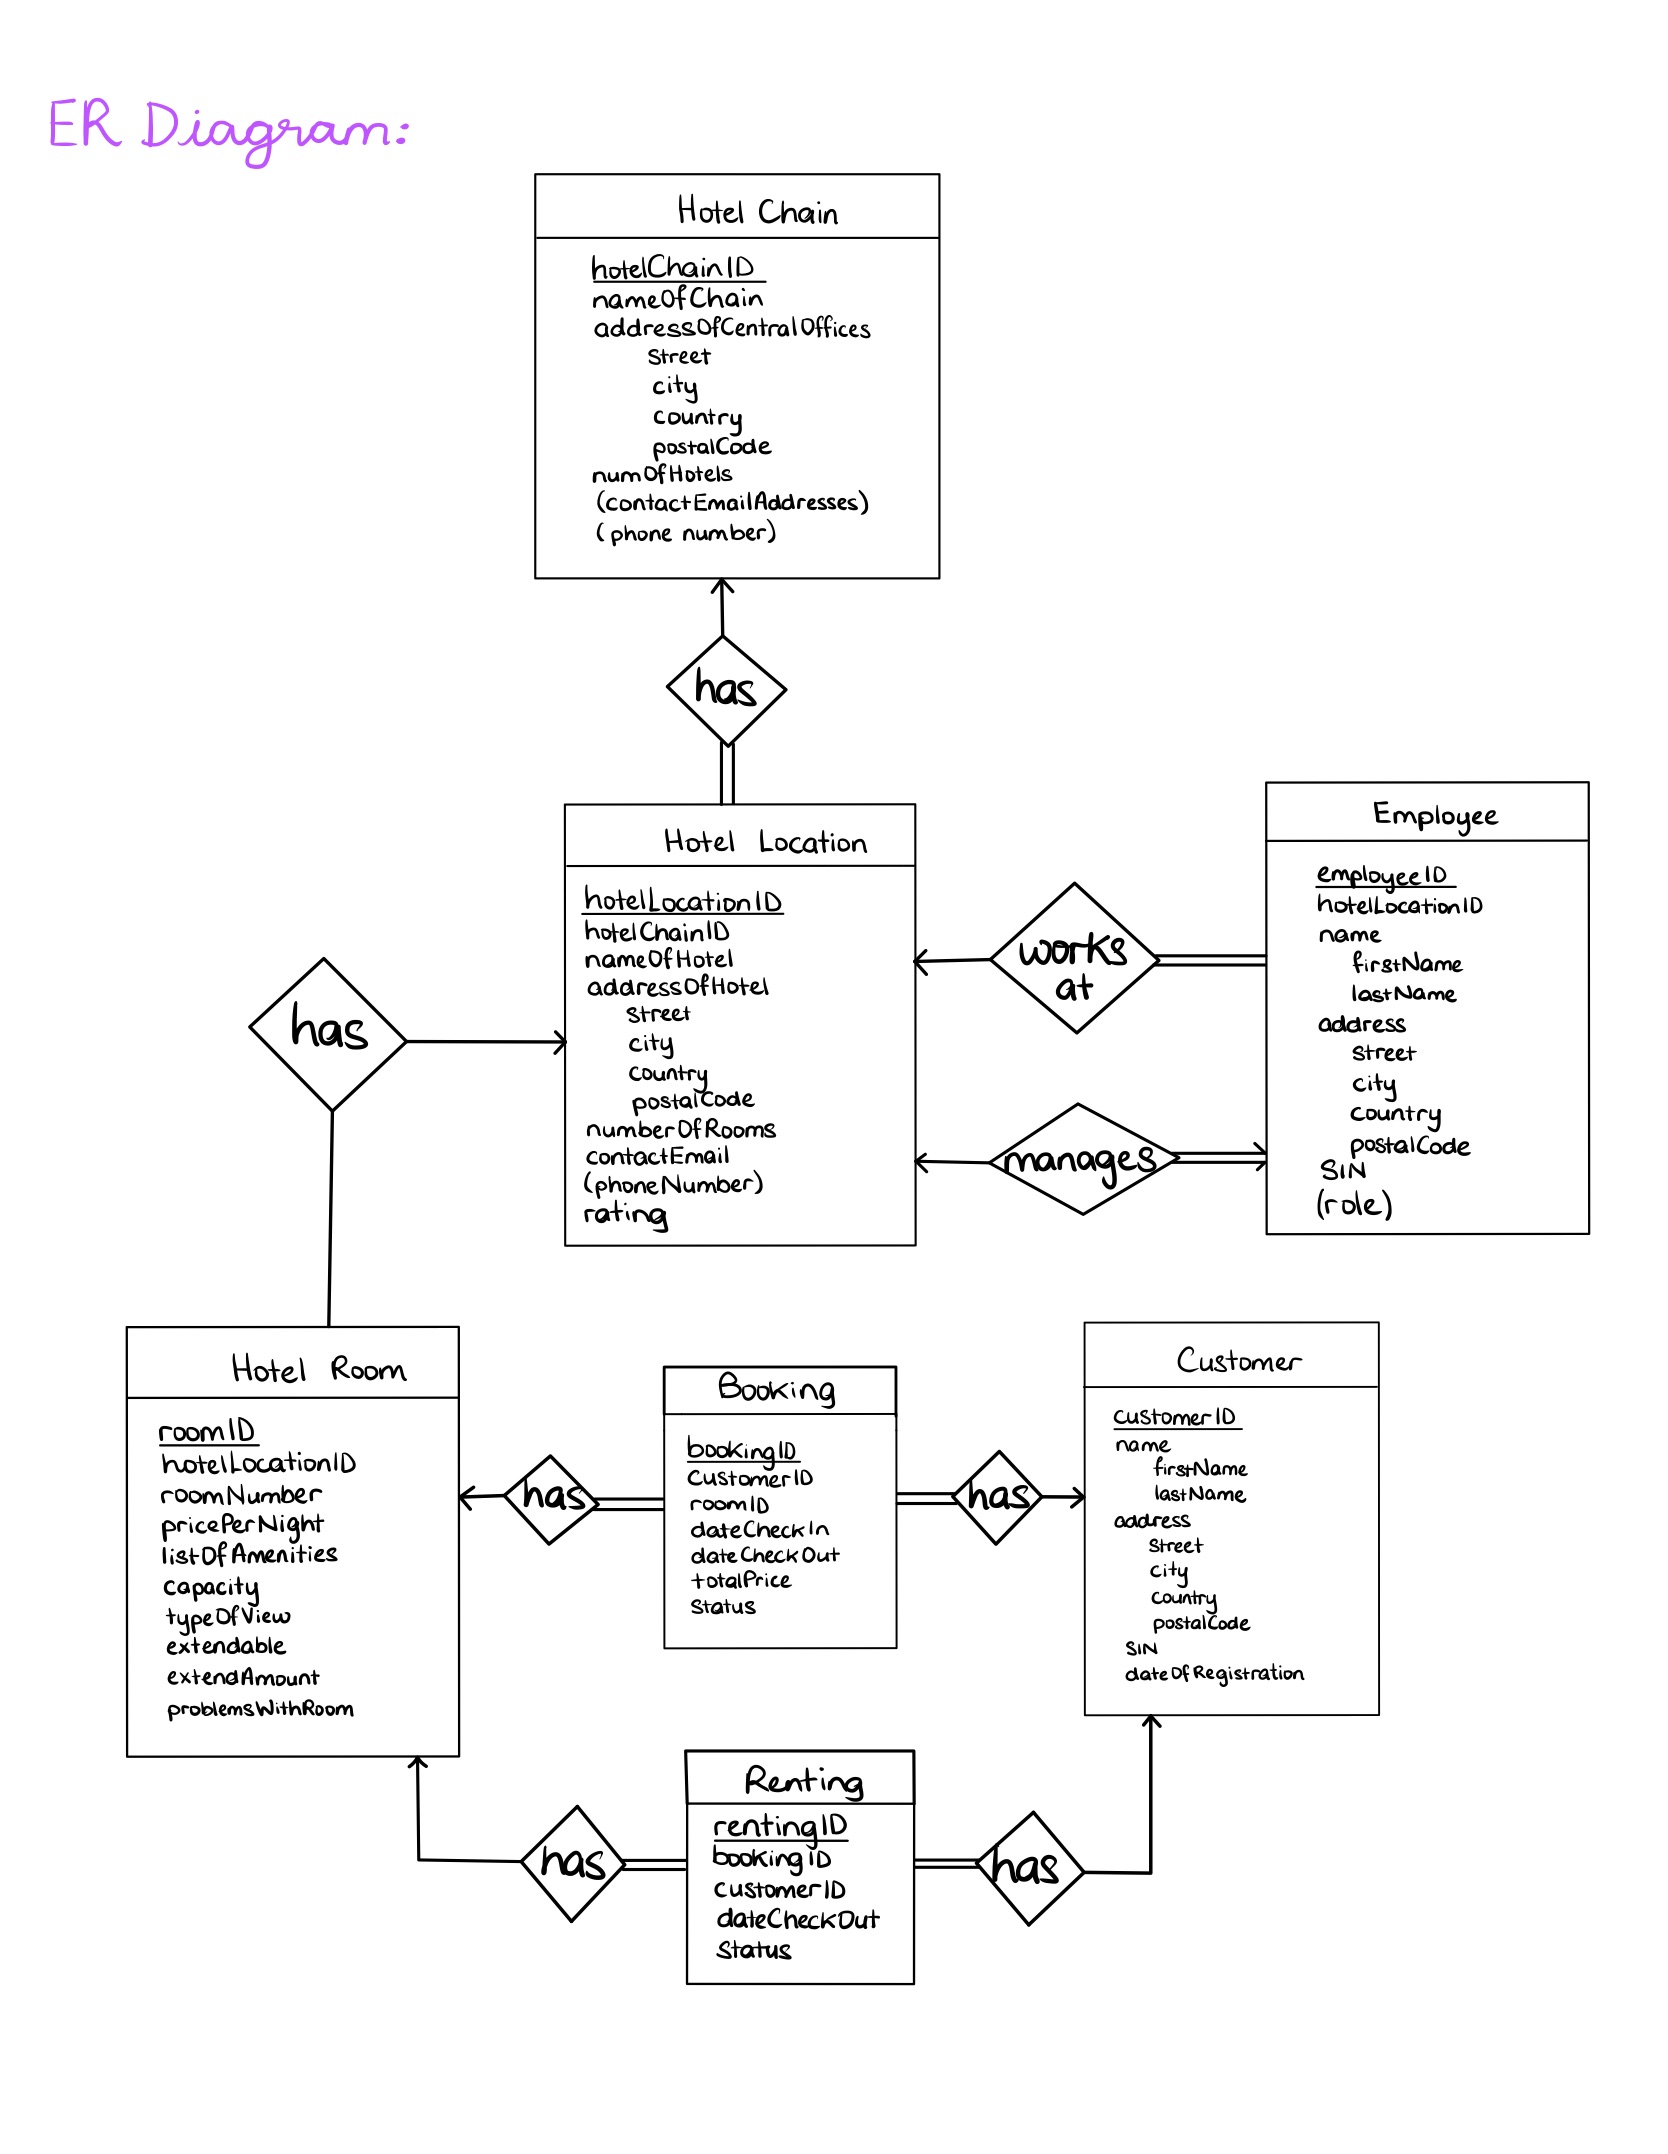 ER Diagram:
Hotel Chain
hotelChainID
nameOfChain
addressOfCentralOffices
street
city
country
postalCode
numOfHotels
(contactEmailAddresses)
(phone number)
has
Hotel Location
hotelLocationID
hotelChainID
nameOfHotel
addressOfHotel
street
city
country
postalCode
numberOfRooms
contactEmail
(phoneNumber)
rating
works
at
manages
Employee
employeeID
hotelLocationID
name
firstName
lastName
address
street
city
country
postalCode
SIN
(role)
has
Hotel Room
roomID
hotelLocationID
roomNumber
pricePerNight
listOfAmenities
capacity
typeOfView
extendable
extendAmount
problemsWithRoom
has
Booking
bookingID
customerID
roomID
dateCheckIn
dateCheckOut
totalPrice
status
has
Customer
customerID
name
firstName
lastName
address
street
city
country
postalCode
SIN
dateOfRegistration
has
Renting
rentingID
bookingID
customerID
dateCheckOut
status
has